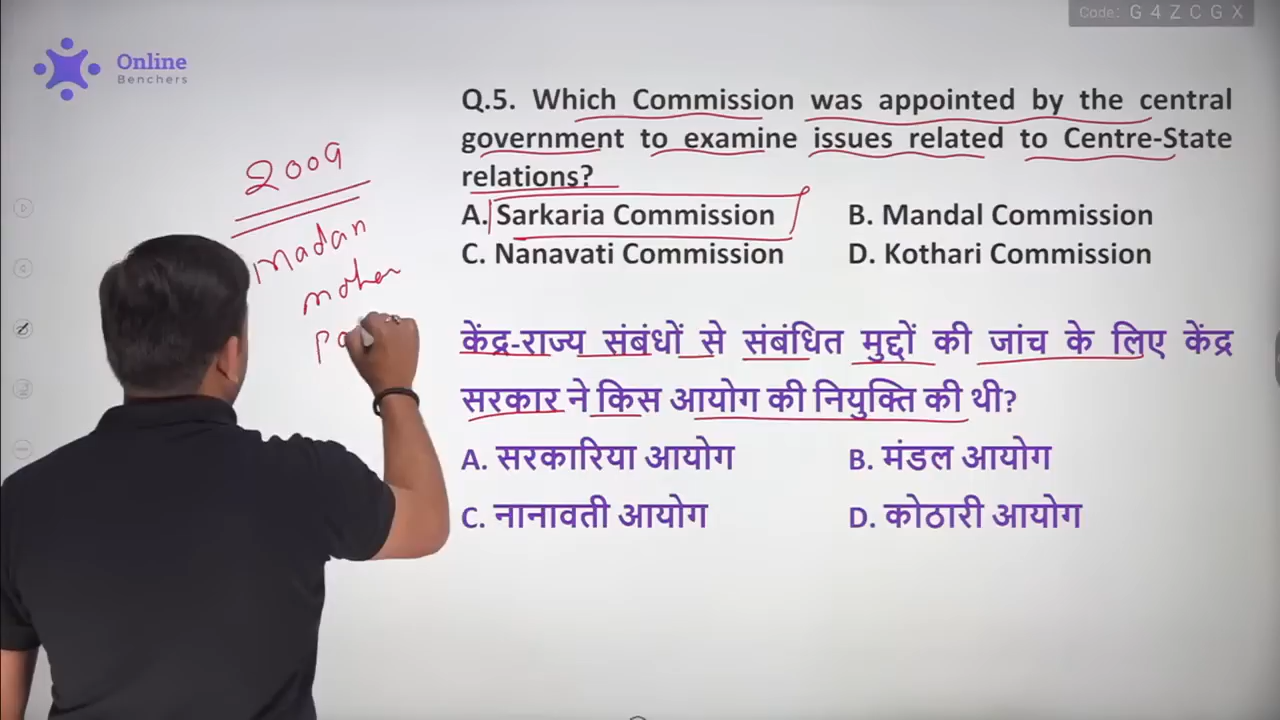 Code: G 4 Z C G X
Online
Benchers
Q.5. Which Commission was appointed by the central
government to examine issues related to Centre-State
relations?
A. Sarkaria Commission B. Mandal Commission
C. Nanavati Commission D. Kothari Commission
2009
madan
mohan
केंद्र-राज्य संबंधों से संबंधित मुद्दों की जांच के लिए केंद्र
सरकार ने किस आयोग की नियुक्ति की थी?
A. सरकारिया आयोग B. मंडल आयोग
C. नानावती आयोग D. कोठारी आयोग